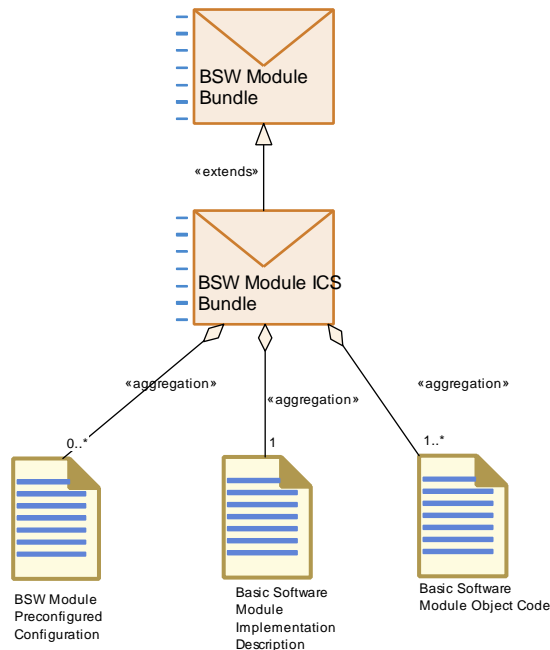 BSW Module
Bundle
«extends»
BSW Module ICS
Bundle
«aggregation»
«aggregation»
«aggregation»
0..*
1
1..*
BSW Module
Preconfigured
Configuration
Basic Software
Module
Implementation
Description
Basic Software
Module Object Code